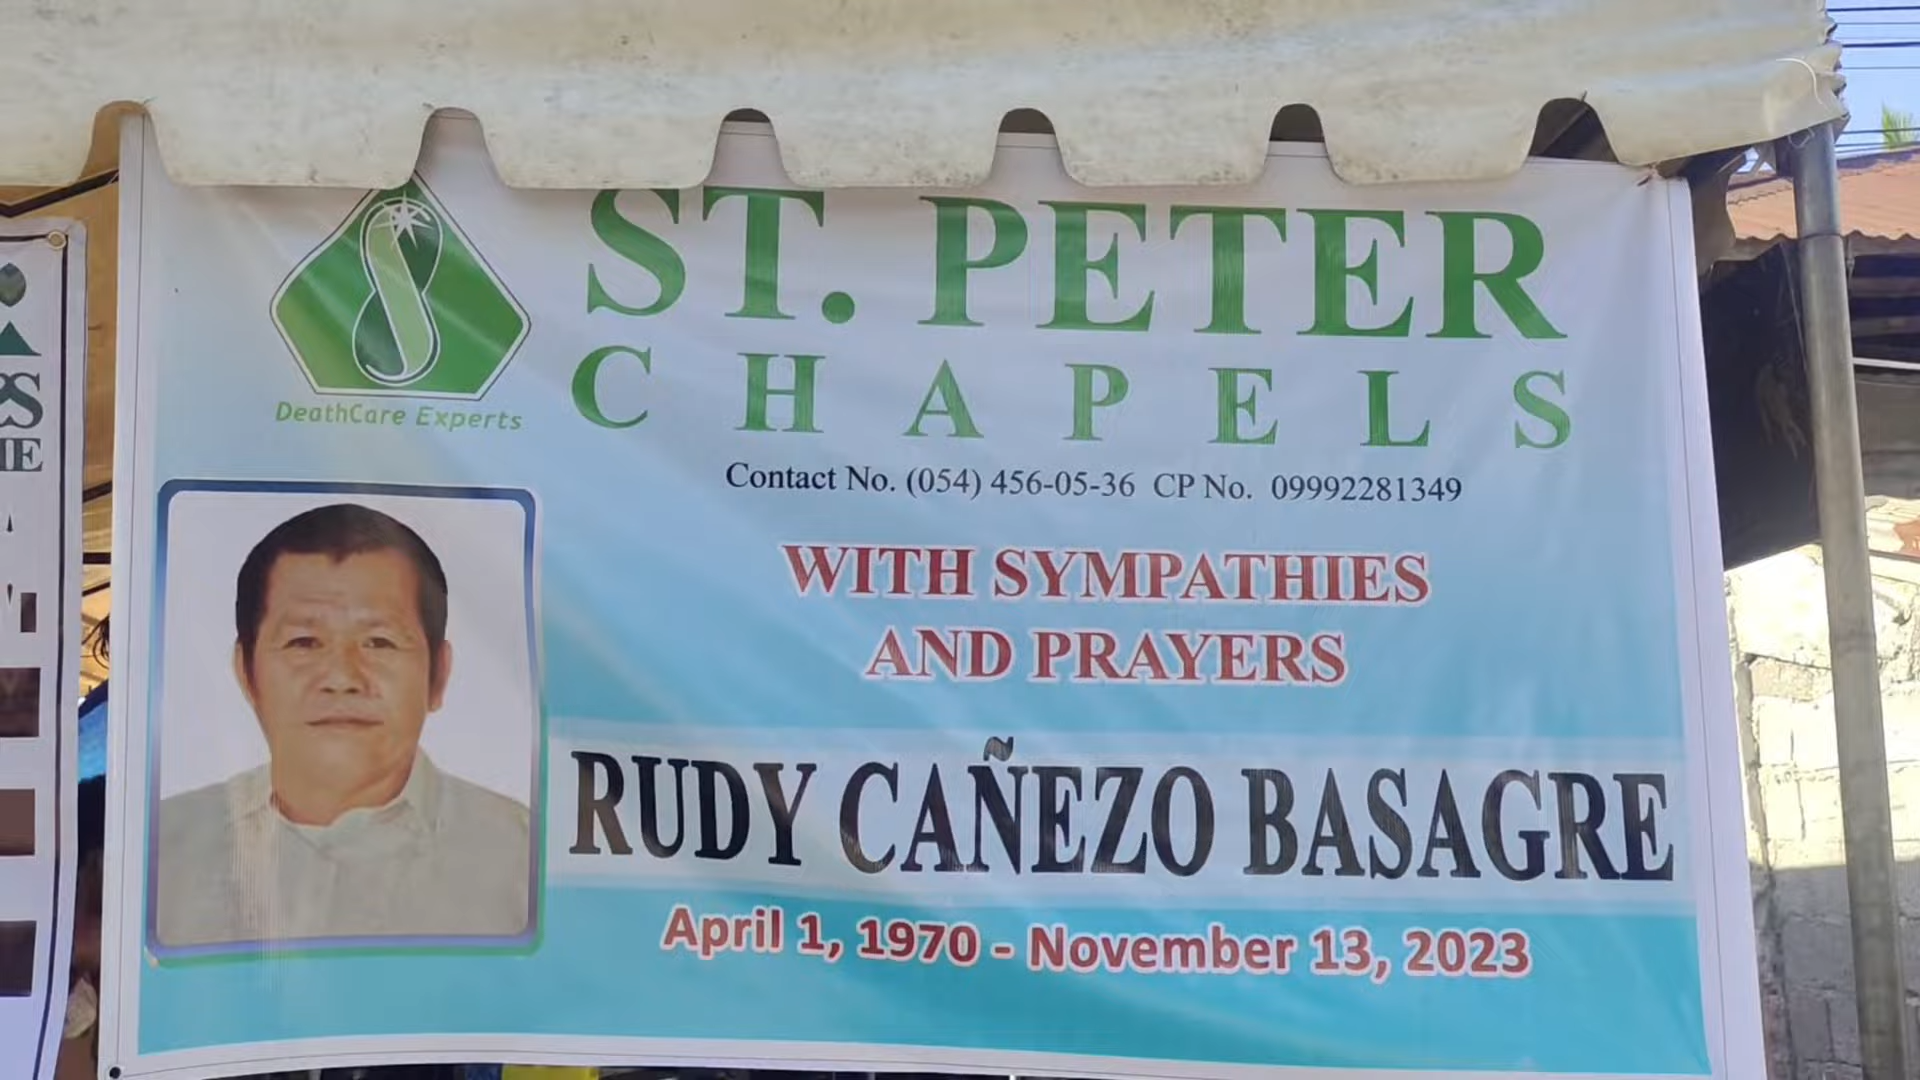 ST. PETER
CHAPELS
DeathCare Experts
Contact No. (054) 456-05-36 CP No. 09992281349
WITH SYMPATHIES
AND PRAYERS
RUDY CAÑEZO BASAGRE
April 1, 1970 - November 13, 2023